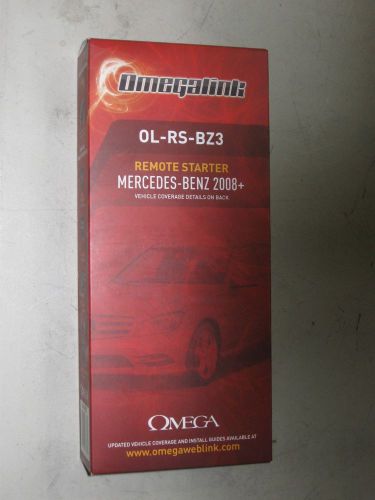 Omegalink
OL-RS-BZ3
REMOTE STARTER
MERCEDES-BENZ 2008+
VEHICLE COVERAGE DETAILS ON BACK
OMEGA
UPDATED VEHICLE COVERAGE AND INSTALL GUIDES AVAILABLE AT
www.omegaweblink.com